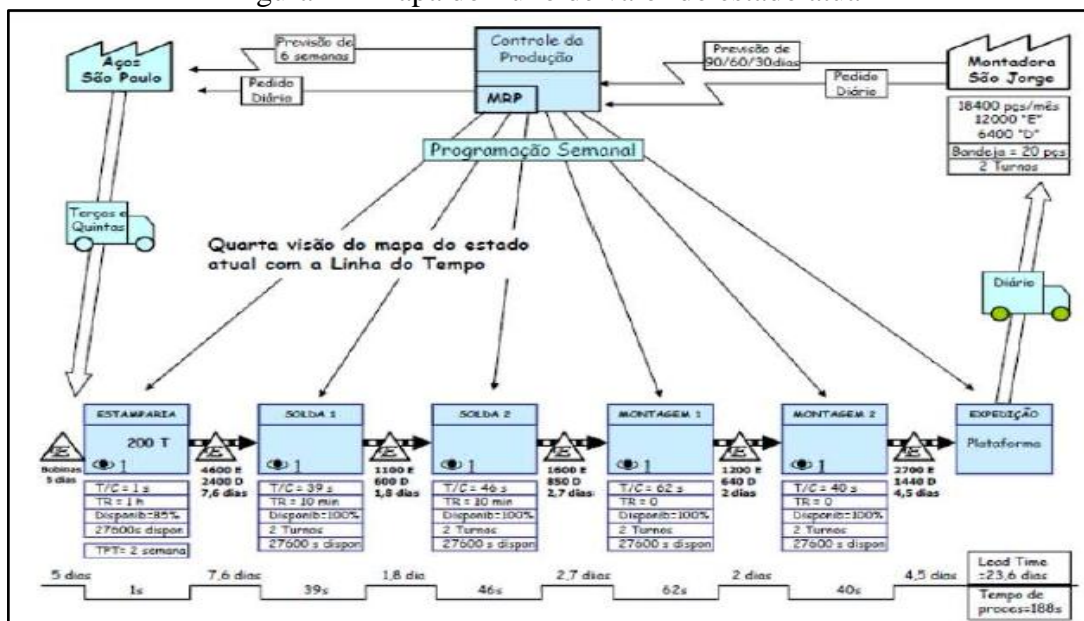 Aços
São Paulo
Previsão de
6 semanas
Pedido
Diário
Controle da
Produção
MRP
Previsão de
90/60/30dias
Pedido
Diário
Montadora
São Jorge
18400 pçs/mês
12000 "E"
6400 "D"
Bandeja = 20 pçs
2 Turnos
Programação Semanal
Terças e
Quintas
Quarta visão do mapa do estado
atual com a Linha do Tempo
Diário
ESTAMPARIA
200 T
1
T/C = 1 s
TR = 1 h
Disponib=85%
27600s dispon
TPT= 2 semana
SOLDA 1
1
T/C = 39 s
TR = 10 min
Disponib=100%
2 Turnos
27600 s dispon
SOLDA 2
1
T/C = 46 s
TR = 10 min
Disponib=100%
2 Turnos
27600 s dispon
MONTAGEM 1
1
T/C = 62 s
TR = 0
Disponib=100%
2 Turnos
27600 s dispon
MONTAGEM 2
1
T/C = 40 s
TR = 0
Disponib=100%
2 Turnos
27600 s dispon
EXPEDIÇÃO
Plataforma
E
Bobinas
5 dias
E
4600 E
2400 D
7,6 dias
E
1100 E
600 D
1,8 dias
E
1600 E
850 D
2,7 dias
E
1200 E
640 D
2 dias
E
2700 E
1440 D
4,5 dias
5 dias
1s
7,6 dias
39s
1,8 dia
46s
2,7 dias
62s
2 dias
40s
4,5 dias
Lead Time
=23,6 dias
Tempo de
proces=188s